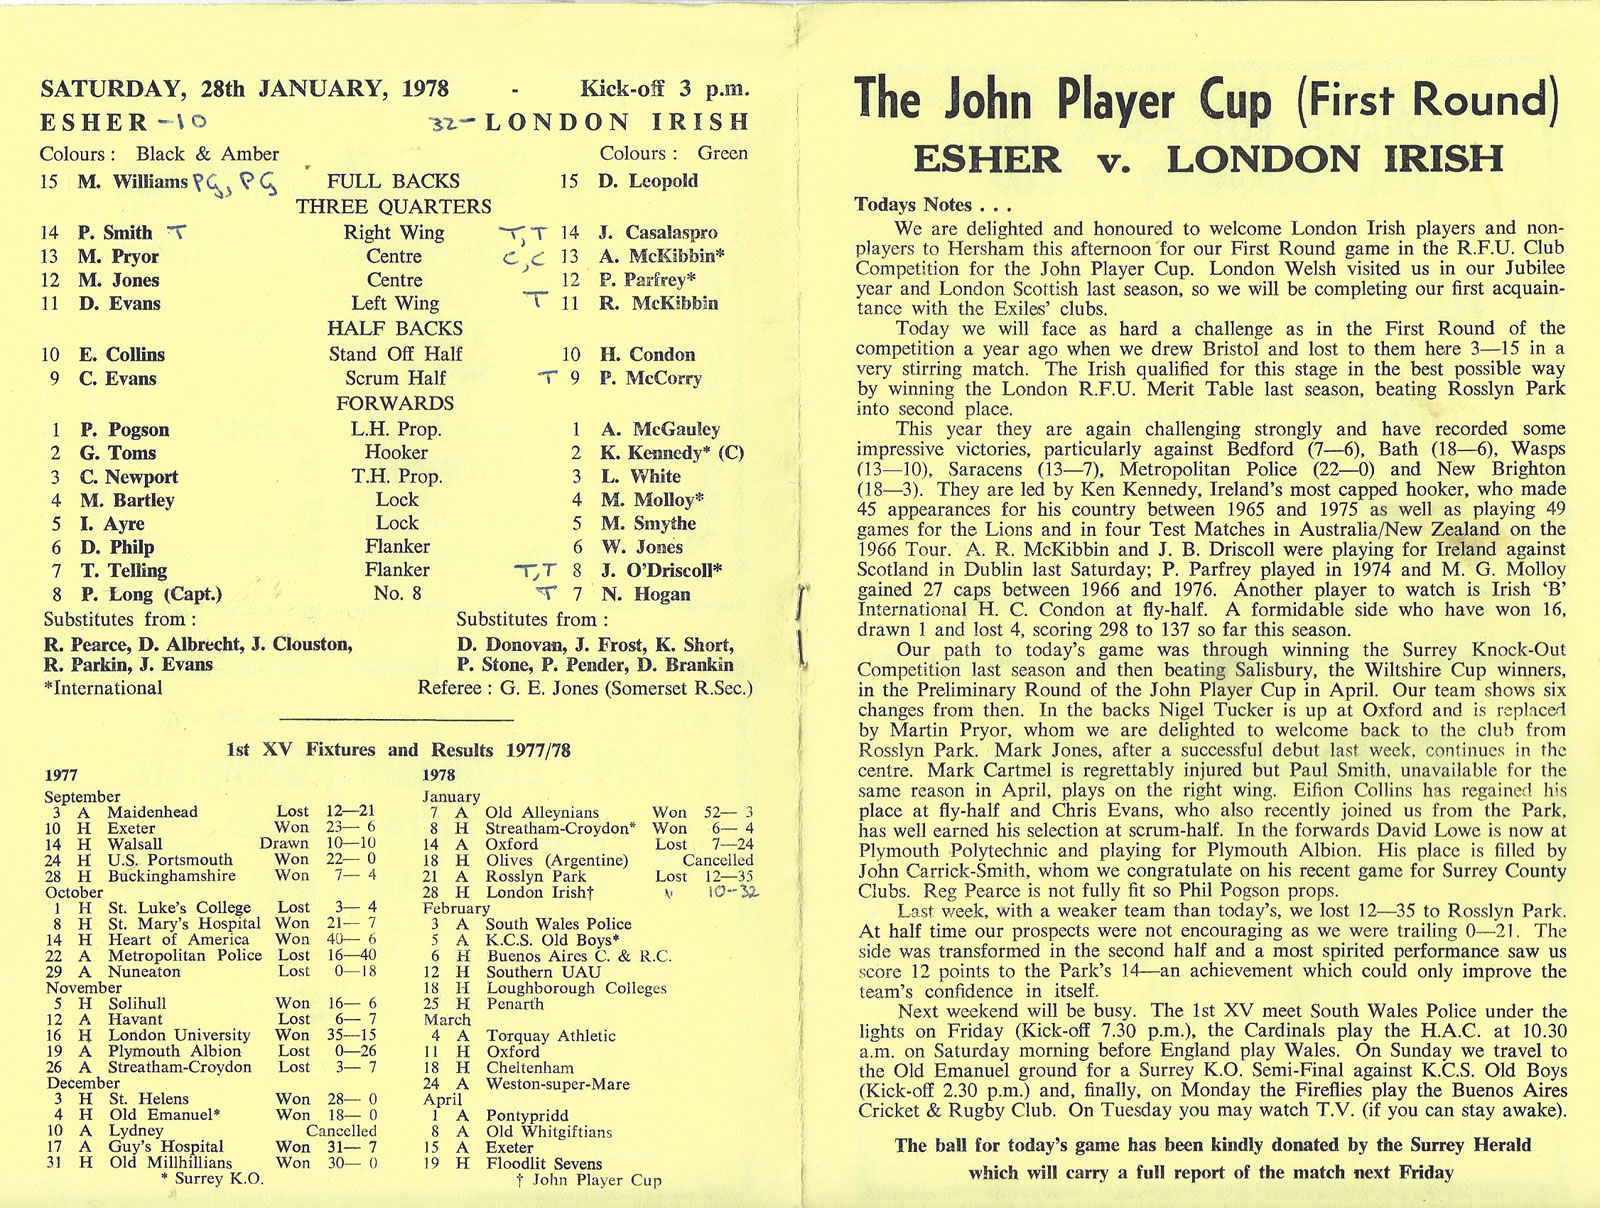 SATURDAY, 28th JANUARY, 1978 - Kick-off 3 p.m.
ESHER -10 32- LONDON IRISH
Colours : Black & Amber Colours : Green
15 M. Williams PG, PG FULL BACKS 15 D. Leopold
THREE QUARTERS
14 P. Smith T Right Wing T,T 14 J. Casalaspro
13 M. Pryor Centre C,C 13 A. McKibbin*
12 M. Jones Centre 12 P. Parfrey*
11 D. Evans Left Wing T 11 R. McKibbin
HALF BACKS
10 E. Collins Stand Off Half 10 H. Condon
9 C. Evans Scrum Half T 9 P. McCorry
FORWARDS
1 P. Pogson L.H. Prop. 1 A. McGauley
2 G. Toms Hooker 2 K. Kennedy* (C)
3 C. Newport T.H. Prop. 3 L. White
4 M. Bartley Lock 4 M. Molloy*
5 I. Ayre Lock 5 M. Smythe
6 D. Philp Flanker 6 W. Jones
7 T. Telling Flanker T,T 8 J. O'Driscoll*
8 P. Long (Capt.) No. 8 T 7 N. Hogan
Substitutes from : Substitutes from :
R. Pearce, D. Albrecht, J. Clouston, D. Donovan, J. Frost, K. Short,
R. Parkin, J. Evans P. Stone, P. Pender, D. Brankin
*International Referee : G. E. Jones (Somerset R.Sec.)
1st XV Fixtures and Results 1977/78
1977
September
3 A Maidenhead Lost 12—21
10 H Exeter Won 23— 6
14 H Walsall Drawn 10—10
24 H U.S. Portsmouth Won 22— 0
28 H Buckinghamshire Won 7— 4
October
1 H St. Luke's College Lost 3— 4
8 H St. Mary's Hospital Won 21— 7
14 H Heart of America Won 40— 6
22 A Metropolitan Police Lost 16—40
29 A Nuneaton Lost 0—18
November
5 H Solihull Won 16— 6
12 A Havant Lost 6— 7
16 H London University Won 35—15
19 A Plymouth Albion Lost 0—26
26 A Streatham-Croydon Lost 3— 7
December
3 H St. Helens Won 28— 0
4 H Old Emanuel* Won 18— 0
10 A Lydney Cancelled
17 A Guy's Hospital Won 31— 7
31 H Old Millhillians Won 30— 0
* Surrey K.O.
1978
January
7 A Old Alleynians Won 52— 3
8 H Streatham-Croydon* Won 6— 4
14 A Oxford Lost 7—24
18 H Olives (Argentine) Cancelled
21 A Rosslyn Park Lost 12—35
28 H London Irish† " 10-32
February
3 A South Wales Police
5 A K.C.S. Old Boys*
6 H Buenos Aires C. & R.C.
12 H Southern UAU
18 H Loughborough Colleges
25 H Penarth
March
4 A Torquay Athletic
11 H Oxford
18 H Cheltenham
24 A Weston-super-Mare
April
1 A Pontypridd
8 A Old Whitgiftians
15 A Exeter
19 H Floodlit Sevens
† John Player Cup
The John Player Cup (First Round)
ESHER v. LONDON IRISH
Todays Notes . . .
We are delighted and honoured to welcome London Irish players and non-
players to Hersham this afternoon for our First Round game in the R.F.U. Club
Competition for the John Player Cup. London Welsh visited us in our Jubilee
year and London Scottish last season, so we will be completing our first acquain-
tance with the Exiles' clubs.
Today we will face as hard a challenge as in the First Round of the
competition a year ago when we drew Bristol and lost to them here 3—15 in a
very stirring match. The Irish qualified for this stage in the best possible way
by winning the London R.F.U. Merit Table last season, beating Rosslyn Park
into second place.
This year they are again challenging strongly and have recorded some
impressive victories, particularly against Bedford (7—6), Bath (18—6), Wasps
(13—10), Saracens (13—7), Metropolitan Police (22—0) and New Brighton
(18—3). They are led by Ken Kennedy, Ireland's most capped hooker, who made
45 appearances for his country between 1965 and 1975 as well as playing 49
games for the Lions and in four Test Matches in Australia/New Zealand on the
1966 Tour. A. R. McKibbin and J. B. Driscoll were playing for Ireland against
Scotland in Dublin last Saturday; P. Parfrey played in 1974 and M. G. Molloy
gained 27 caps between 1966 and 1976. Another player to watch is Irish 'B'
International H. C. Condon at fly-half. A formidable side who have won 16,
drawn 1 and lost 4, scoring 298 to 137 so far this season.
Our path to today's game was through winning the Surrey Knock-Out
Competition last season and then beating Salisbury, the Wiltshire Cup winners,
in the Preliminary Round of the John Player Cup in April. Our team shows six
changes from then. In the backs Nigel Tucker is up at Oxford and is replaced
by Martin Pryor, whom we are delighted to welcome back to the club from
Rosslyn Park. Mark Jones, after a successful debut last week, continues in the
centre. Mark Cartmel is regrettably injured but Paul Smith, unavailable for the
same reason in April, plays on the right wing. Eifion Collins has regained his
place at fly-half and Chris Evans, who also recently joined us from the Park,
has well earned his selection at scrum-half. In the forwards David Lowe is now at
Plymouth Polytechnic and playing for Plymouth Albion. His place is filled by
John Carrick-Smith, whom we congratulate on his recent game for Surrey County
Clubs. Reg Pearce is not fully fit so Phil Pogson props.
Last week, with a weaker team than today's, we lost 12—35 to Rosslyn Park.
At half time our prospects were not encouraging as we were trailing 0—21. The
side was transformed in the second half and a most spirited performance saw us
score 12 points to the Park's 14—an achievement which could only improve the
team's confidence in itself.
Next weekend will be busy. The 1st XV meet South Wales Police under the
lights on Friday (Kick-off 7.30 p.m.), the Cardinals play the H.A.C. at 10.30
a.m. on Saturday morning before England play Wales. On Sunday we travel to
the Old Emanuel ground for a Surrey K.O. Semi-Final against K.C.S. Old Boys
(Kick-off 2.30 p.m.) and, finally, on Monday the Fireflies play the Buenos Aires
Cricket & Rugby Club. On Tuesday you may watch T.V. (if you can stay awake).
The ball for today's game has been kindly donated by the Surrey Herald
which will carry a full report of the match next Friday